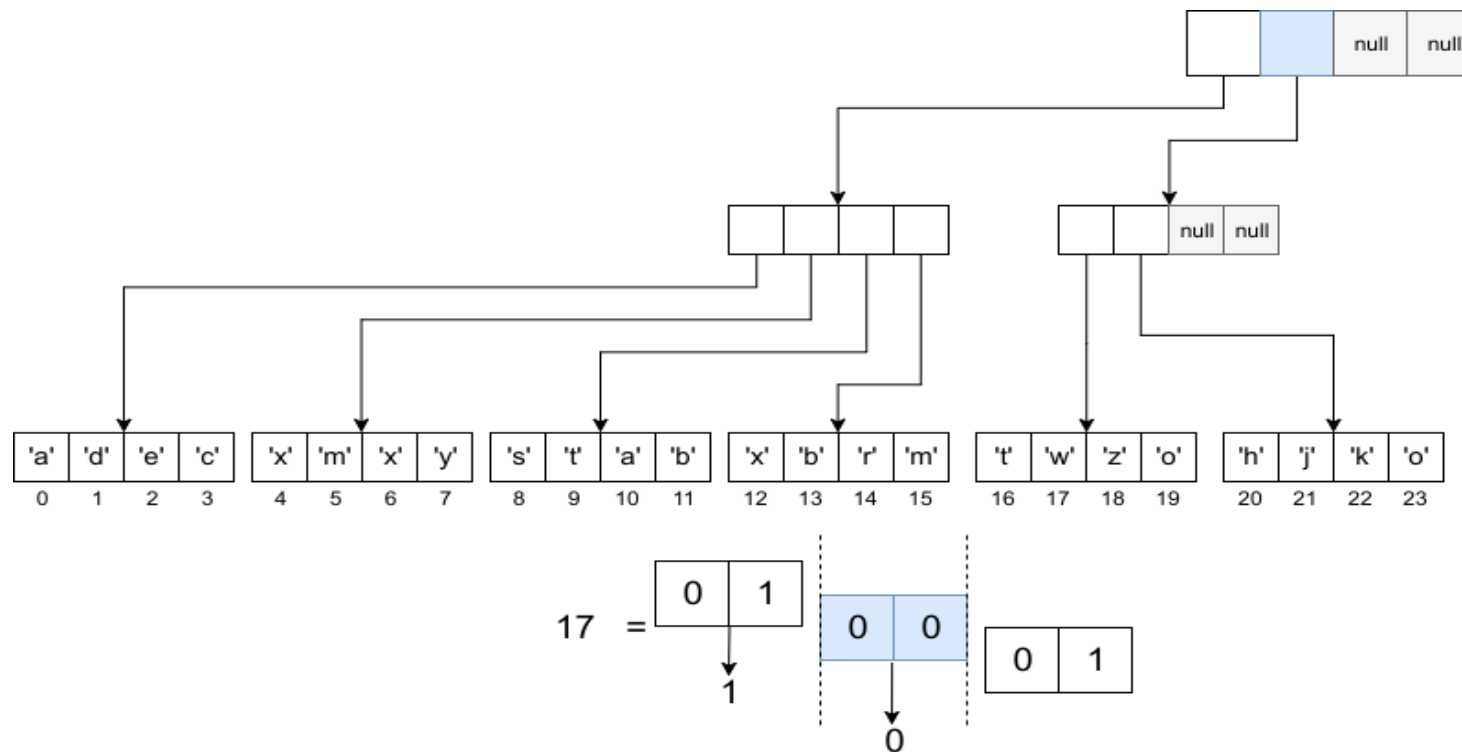 null null
null null
'a' 'd' 'e' 'c' 'x' 'm' 'x' 'y' 's' 't' 'a' 'b' 'x' 'b' 'r' 'm' 't' 'w' 'z' 'o' 'h' 'j' 'k' 'o'
0 1 2 3 4 5 6 7 8 9 10 11 12 13 14 15 16 17 18 19 20 21 22 23
17 = 0 1 0 0 0 1
1
0